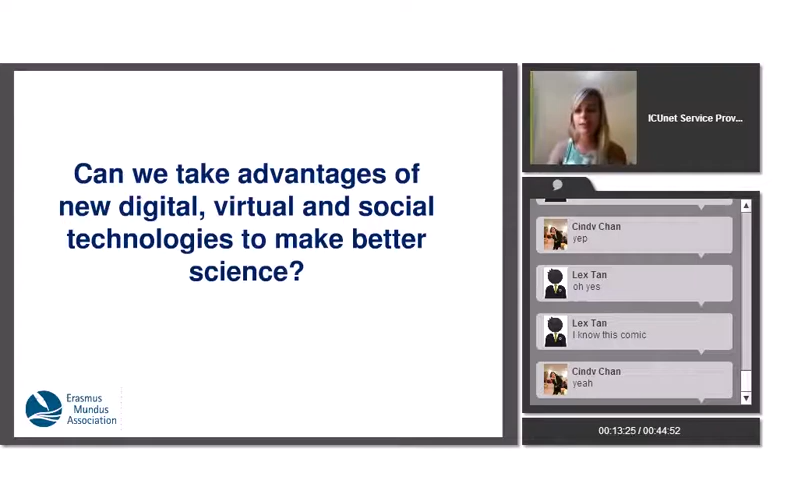 Can we take advantages of
new digital, virtual and social
technologies to make better
science?
Erasmus
Mundus
Association
ICUnet Service Prov...
Cindy Chan
yep
Lex Tan
oh yes
Lex Tan
I know this comic
Cindy Chan
yeah
00:13:25 / 00:44:52